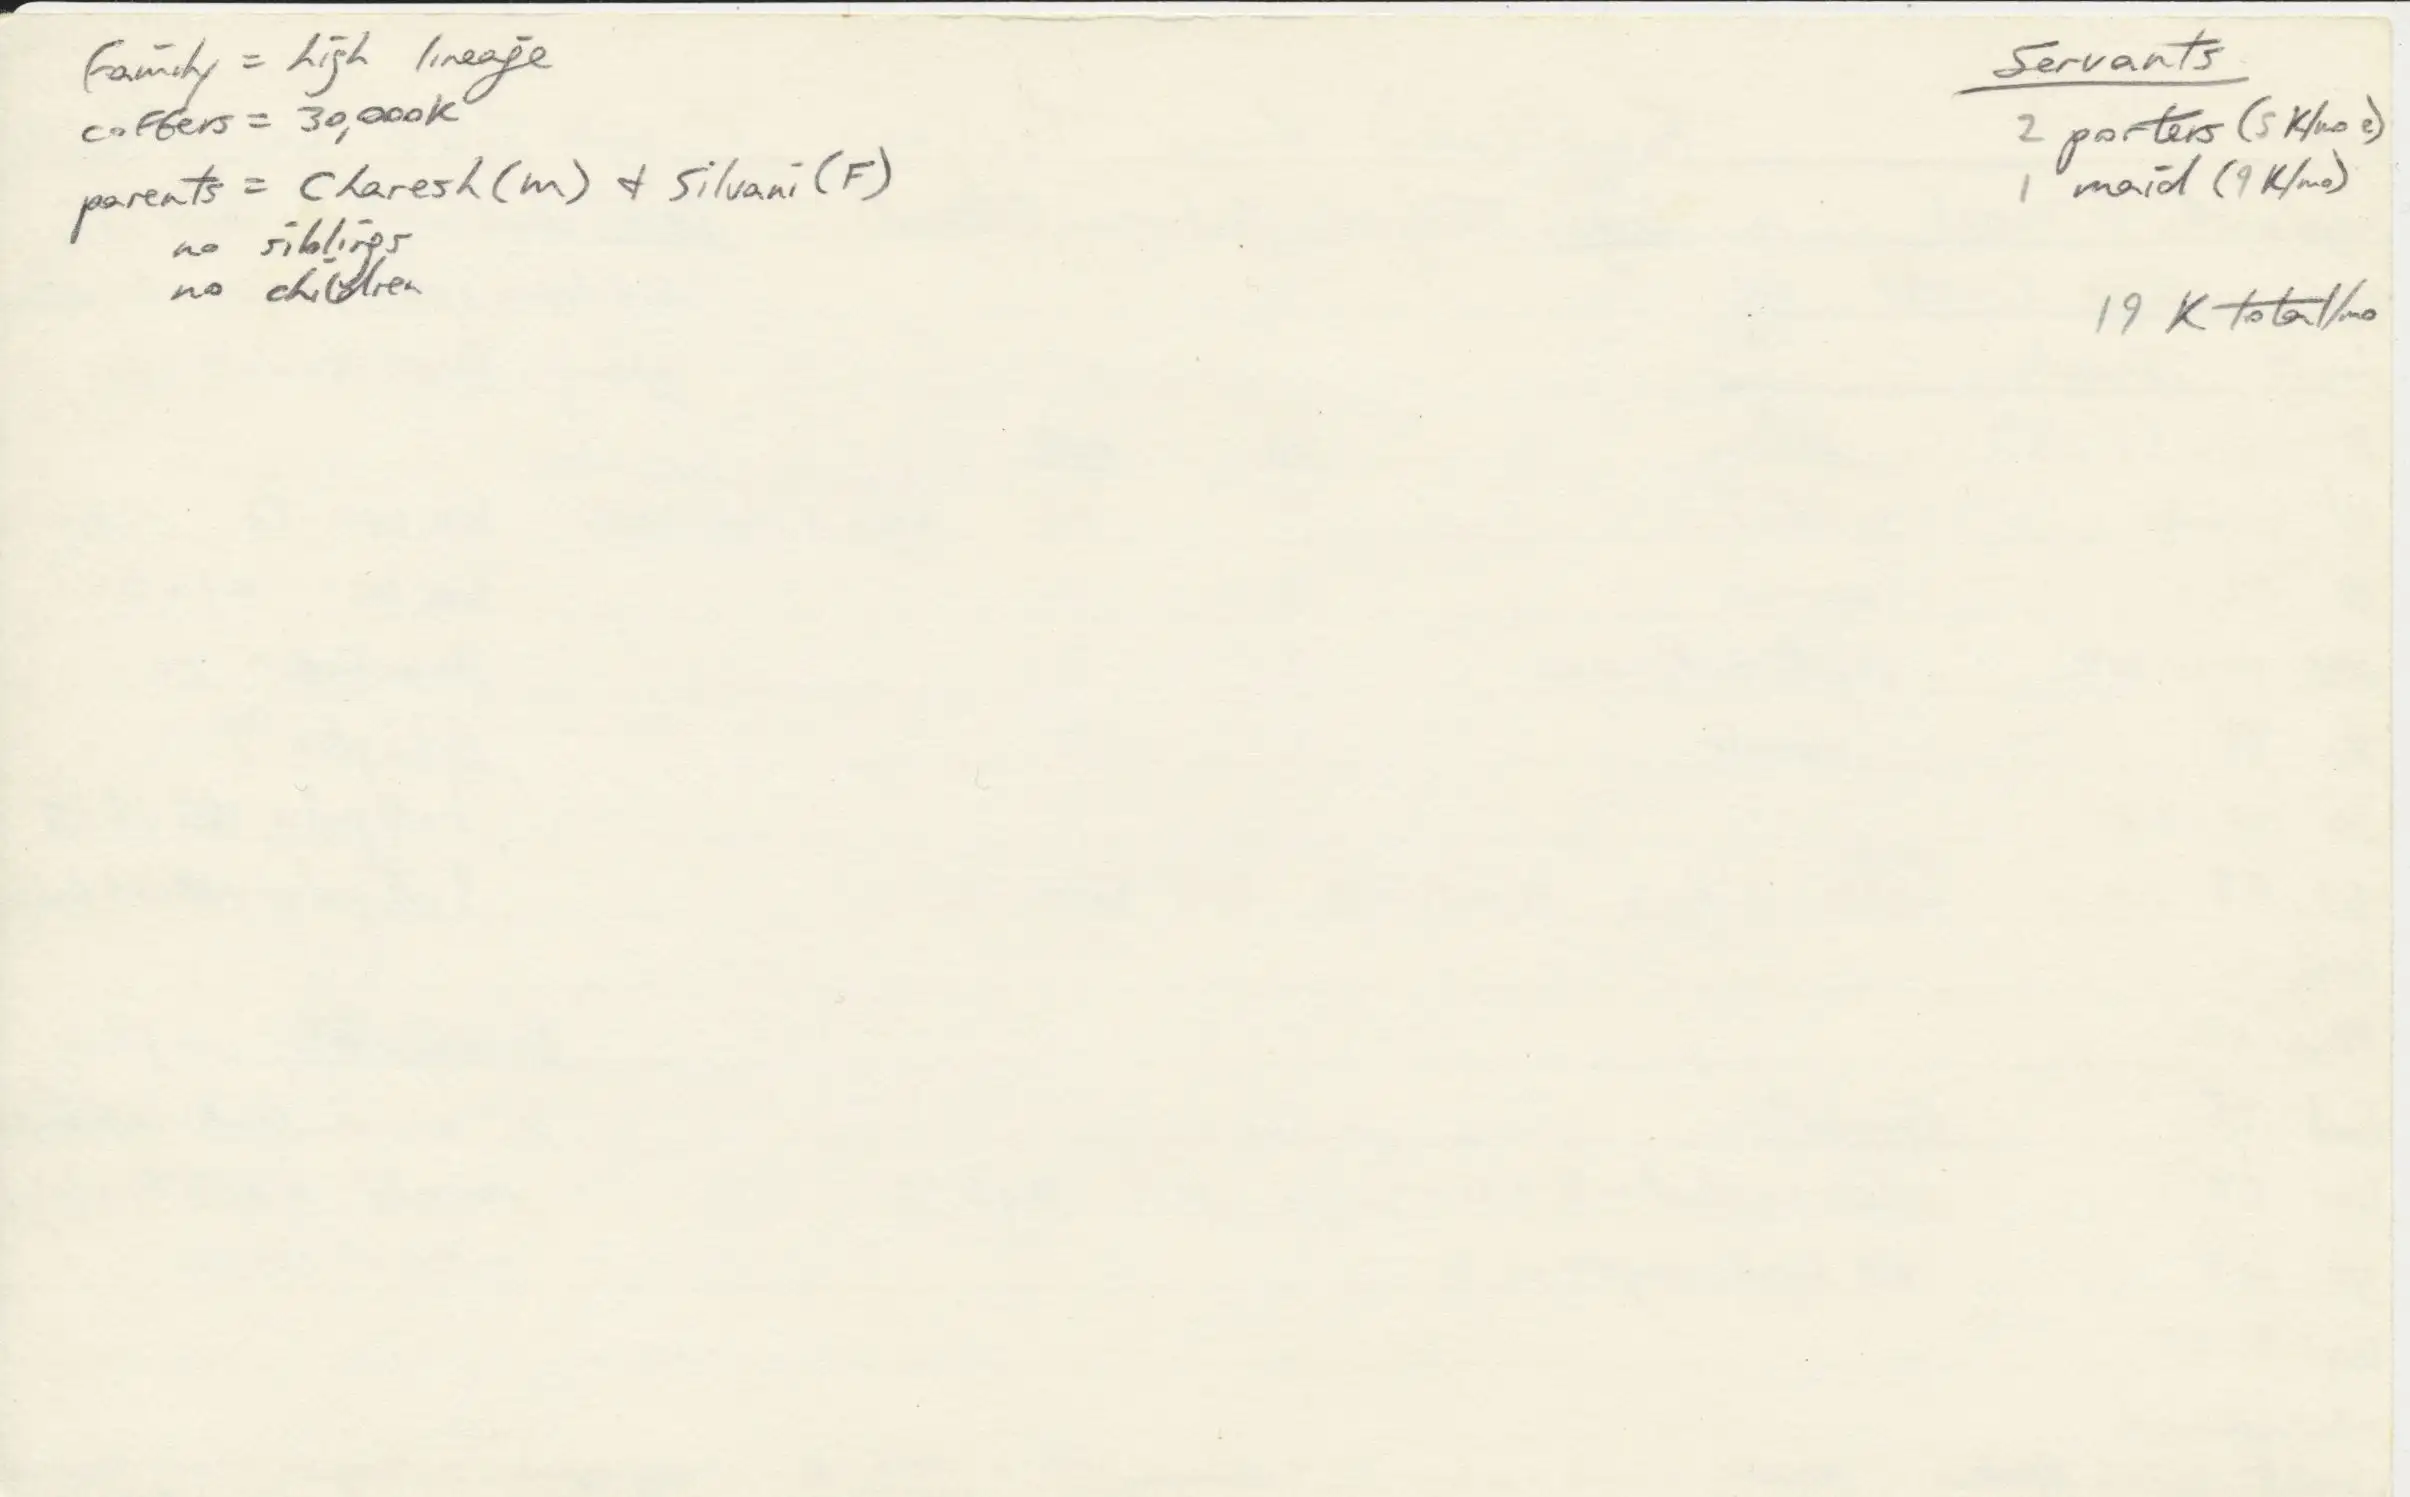 Family = high lineage
coffers = 30,000K
parents = Charesh (m) & Silvani (F)
no siblings
no children
Servants
2 porters (5 K/mo e)
1 maid (9 K/mo)
19 K total/mo